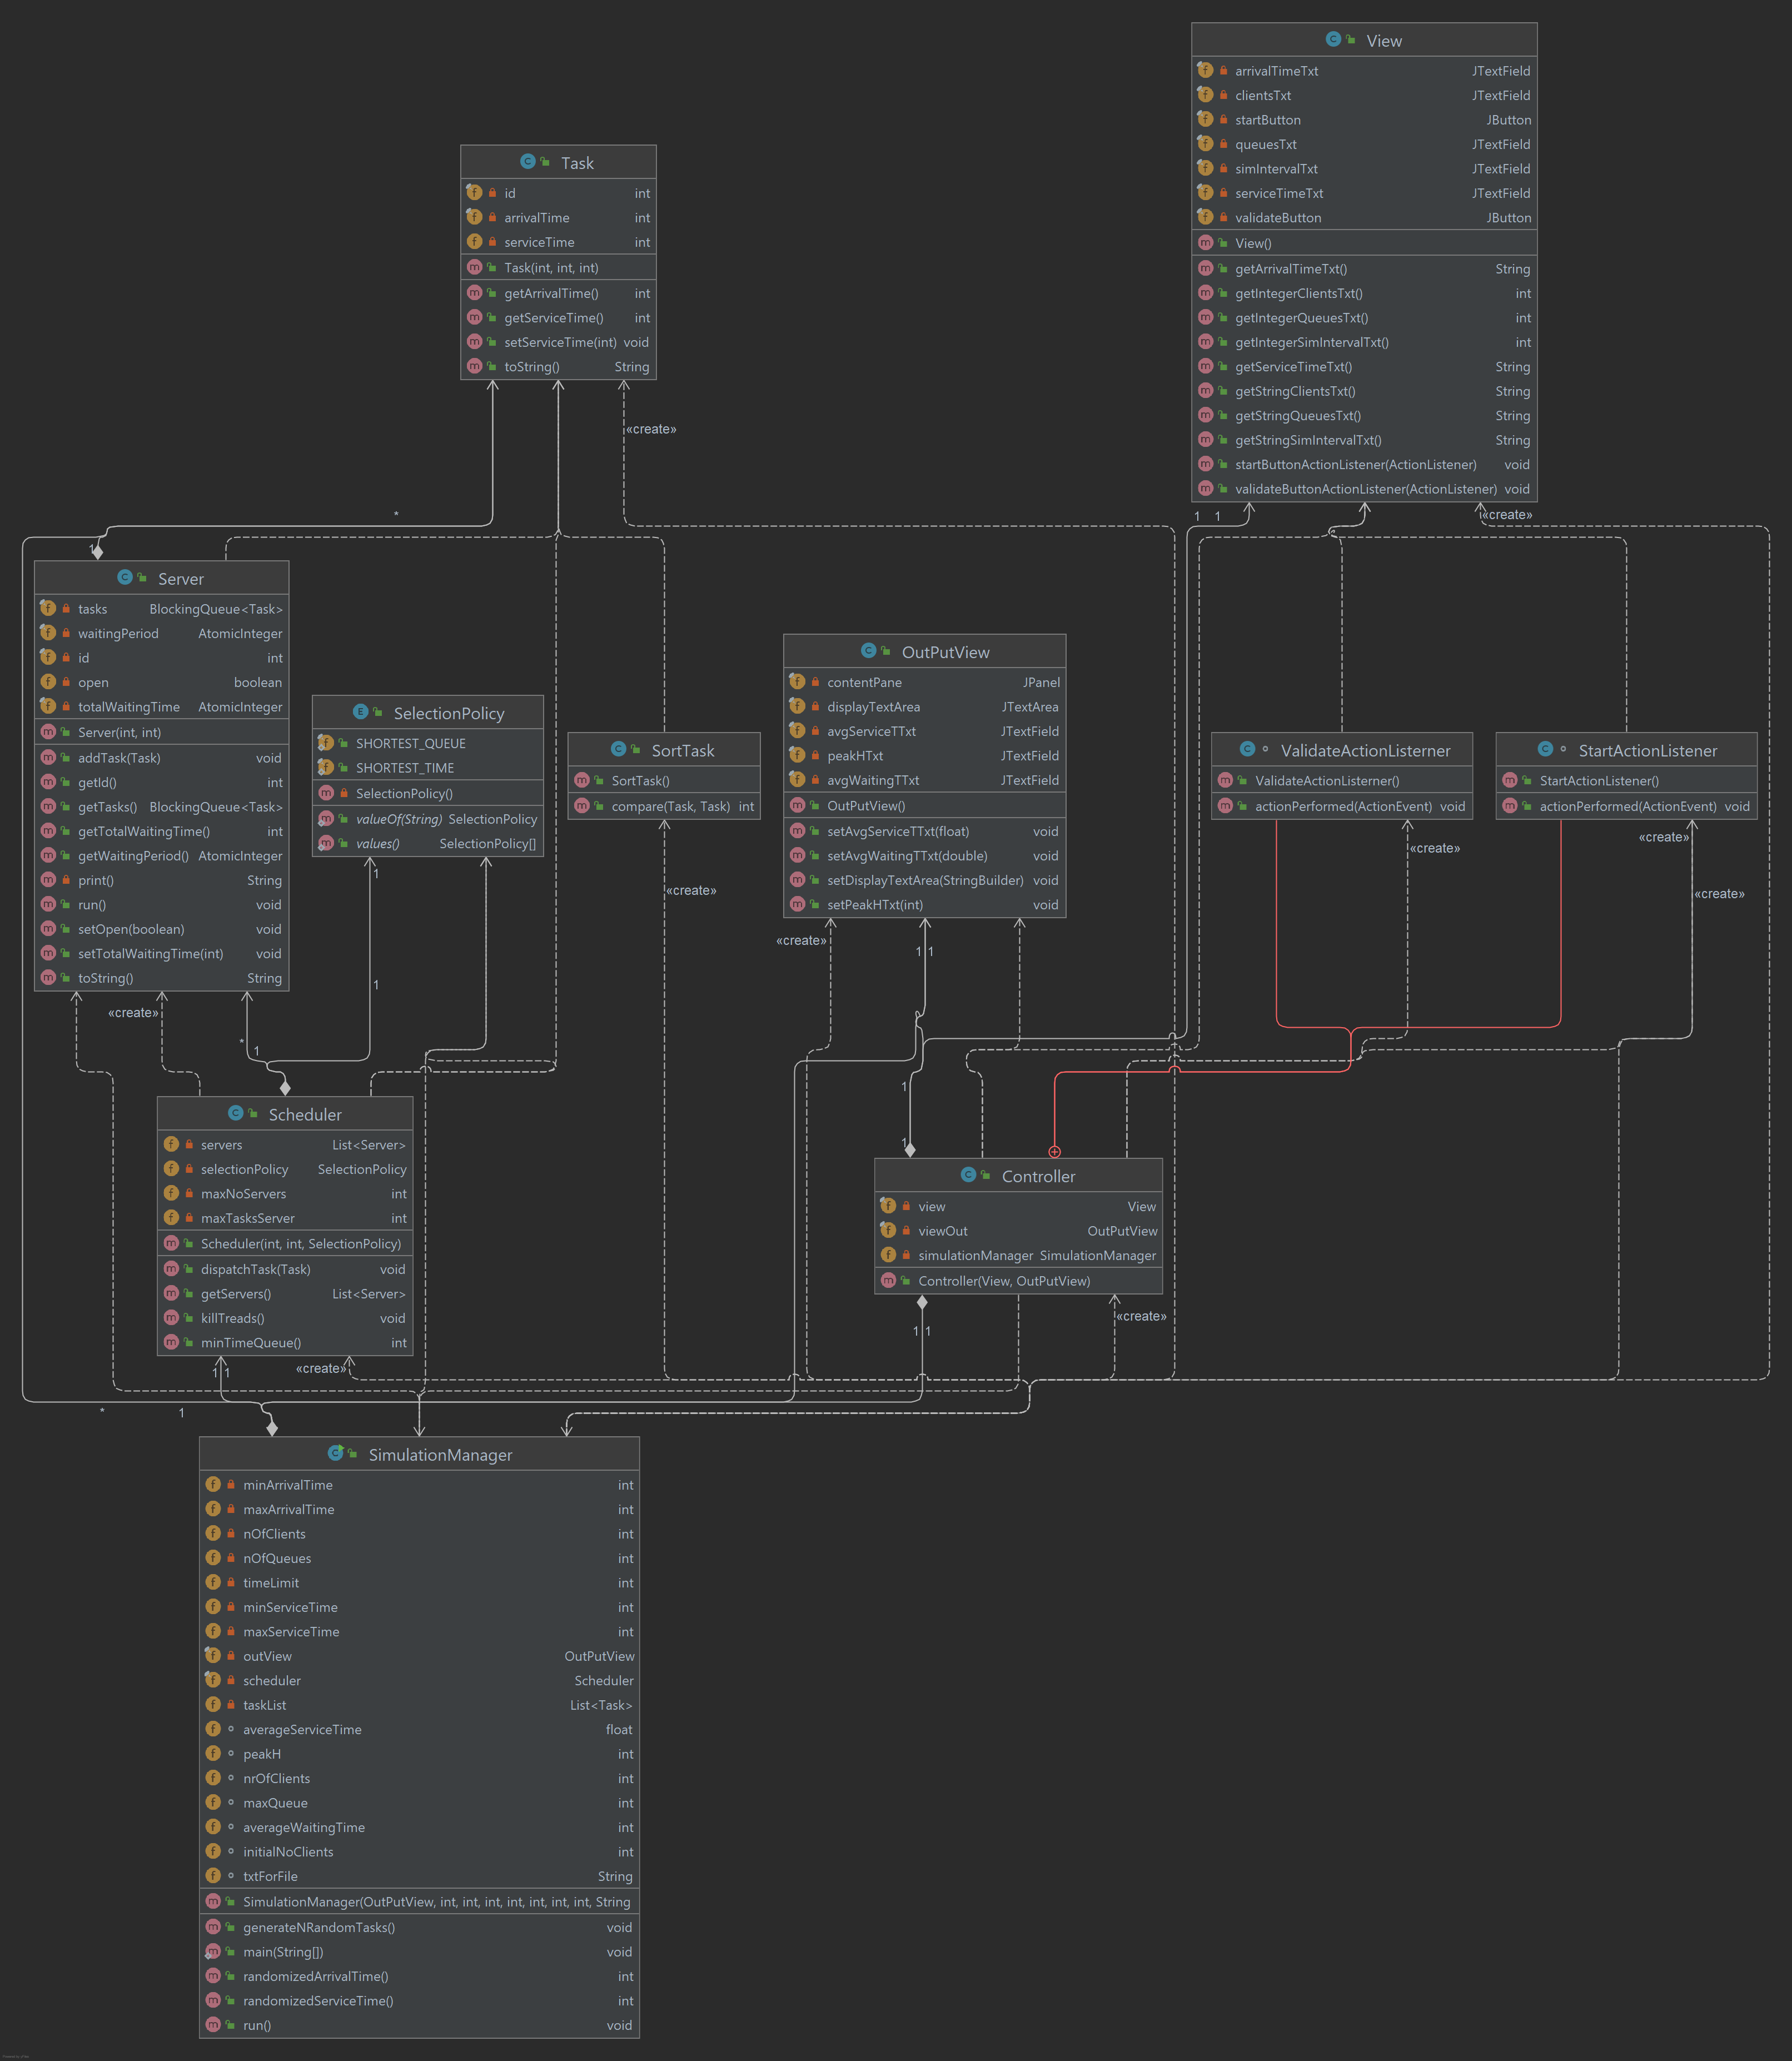 View
arrivalTimeTxt JTextField
clientsTxt JTextField
startButton JButton
queuesTxt JTextField
simIntervalTxt JTextField
serviceTimeTxt JTextField
validateButton JButton
View()
getArrivalTimeTxt() String
getIntegerClientsTxt() int
getIntegerQueuesTxt() int
getIntegerSimIntervalTxt() int
getServiceTimeTxt() String
getStringClientsTxt() String
getStringQueuesTxt() String
getStringSimIntervalTxt() String
startButtonActionListener(ActionListener) void
validateButtonActionListener(ActionListener) void
Task
id int
arrivalTime int
serviceTime int
Task(int, int, int)
getArrivalTime() int
getServiceTime() int
setServiceTime(int) void
toString() String
«create»
*
1 1
«create»
1
Server
tasks BlockingQueue<Task>
waitingPeriod AtomicInteger
id int
open boolean
totalWaitingTime AtomicInteger
Server(int, int)
addTask(Task) void
getId() int
getTasks() BlockingQueue<Task>
getTotalWaitingTime() int
getWaitingPeriod() AtomicInteger
print() String
run() void
setOpen(boolean) void
setTotalWaitingTime(int) void
toString() String
SelectionPolicy
SHORTEST_QUEUE
SHORTEST_TIME
SelectionPolicy()
valueOf(String) SelectionPolicy
values() SelectionPolicy[]
SortTask
SortTask()
compare(Task, Task) int
OutPutView
contentPane JPanel
displayTextArea JTextArea
avgServiceTTxt JTextField
peakHTxt JTextField
avgWaitingTTxt JTextField
OutPutView()
setAvgServiceTTxt(float) void
setAvgWaitingTTxt(double) void
setDisplayTextArea(StringBuilder) void
setPeakHTxt(int) void
ValidateActionListerner
ValidateActionListerner()
actionPerformed(ActionEvent) void
StartActionListener
StartActionListener()
actionPerformed(ActionEvent) void
«create»
«create»
1
«create»
«create»
«create»
1 1
1
«create»
*
1
1
1
Scheduler
servers List<Server>
selectionPolicy SelectionPolicy
maxNoServers int
maxTasksServer int
Scheduler(int, int, SelectionPolicy)
dispatchTask(Task) void
getServers() List<Server>
killTreads() void
minTimeQueue() int
Controller
view View
viewOut OutPutView
simulationManager SimulationManager
Controller(View, OutPutView)
«create»
1 1
«create»
1 1
*
1
SimulationManager
minArrivalTime int
maxArrivalTime int
nOfClients int
nOfQueues int
timeLimit int
minServiceTime int
maxServiceTime int
outView OutPutView
scheduler Scheduler
taskList List<Task>
averageServiceTime float
peakH int
nrOfClients int
maxQueue int
averageWaitingTime int
initialNoClients int
txtForFile String
SimulationManager(OutPutView, int, int, int, int, int, int, int, String
generateNRandomTasks() void
main(String[]) void
randomizedArrivalTime() int
randomizedServiceTime() int
run() void